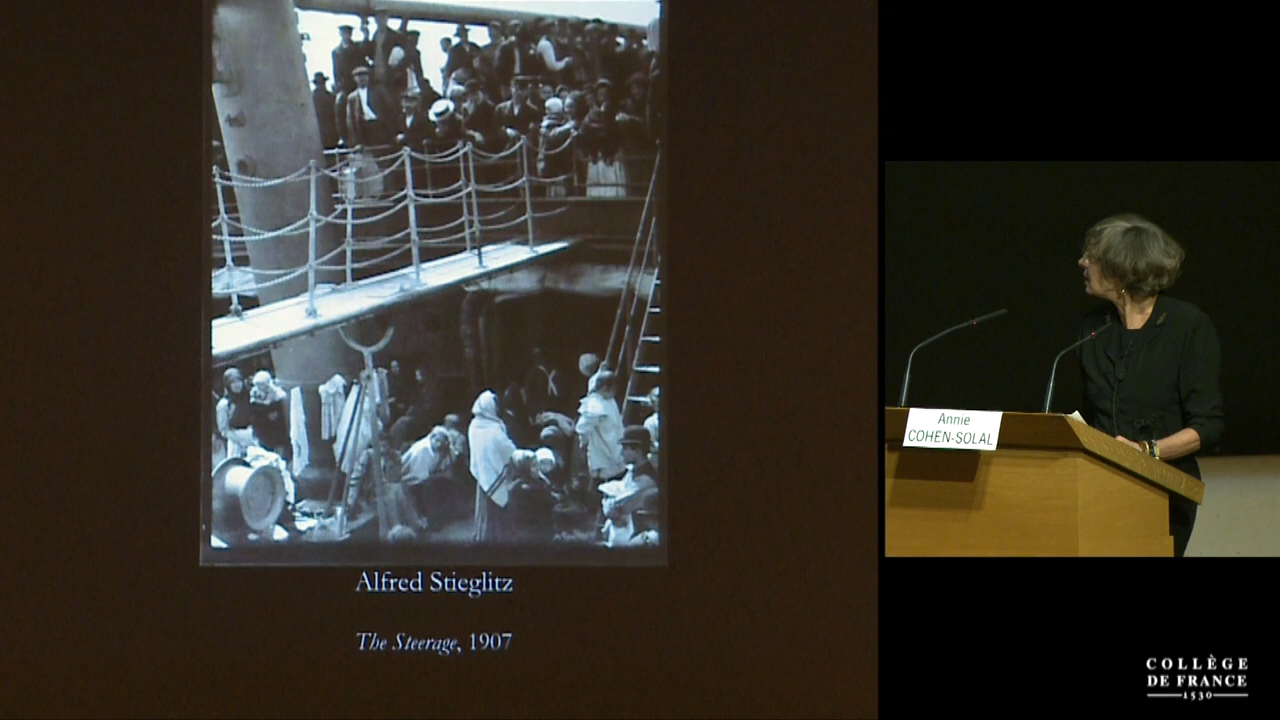 Alfred Stieglitz
The Steerage, 1907
Annie
COHEN-SOLAL
COLLÈGE
DE FRANCE
1530